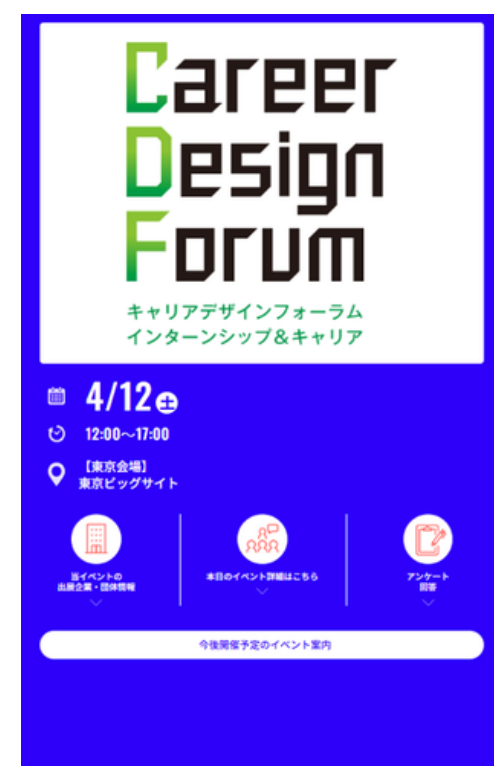 Career
Design
Forum
キャリアデザインフォーラム
インターンシップ&キャリア
4/12土
12:00～17:00
【東京会場】
東京ビッグサイト
当イベントの
出展企業・団体情報
本日のイベント詳細はこちら
アンケート
回答
今後開催予定のイベント案内